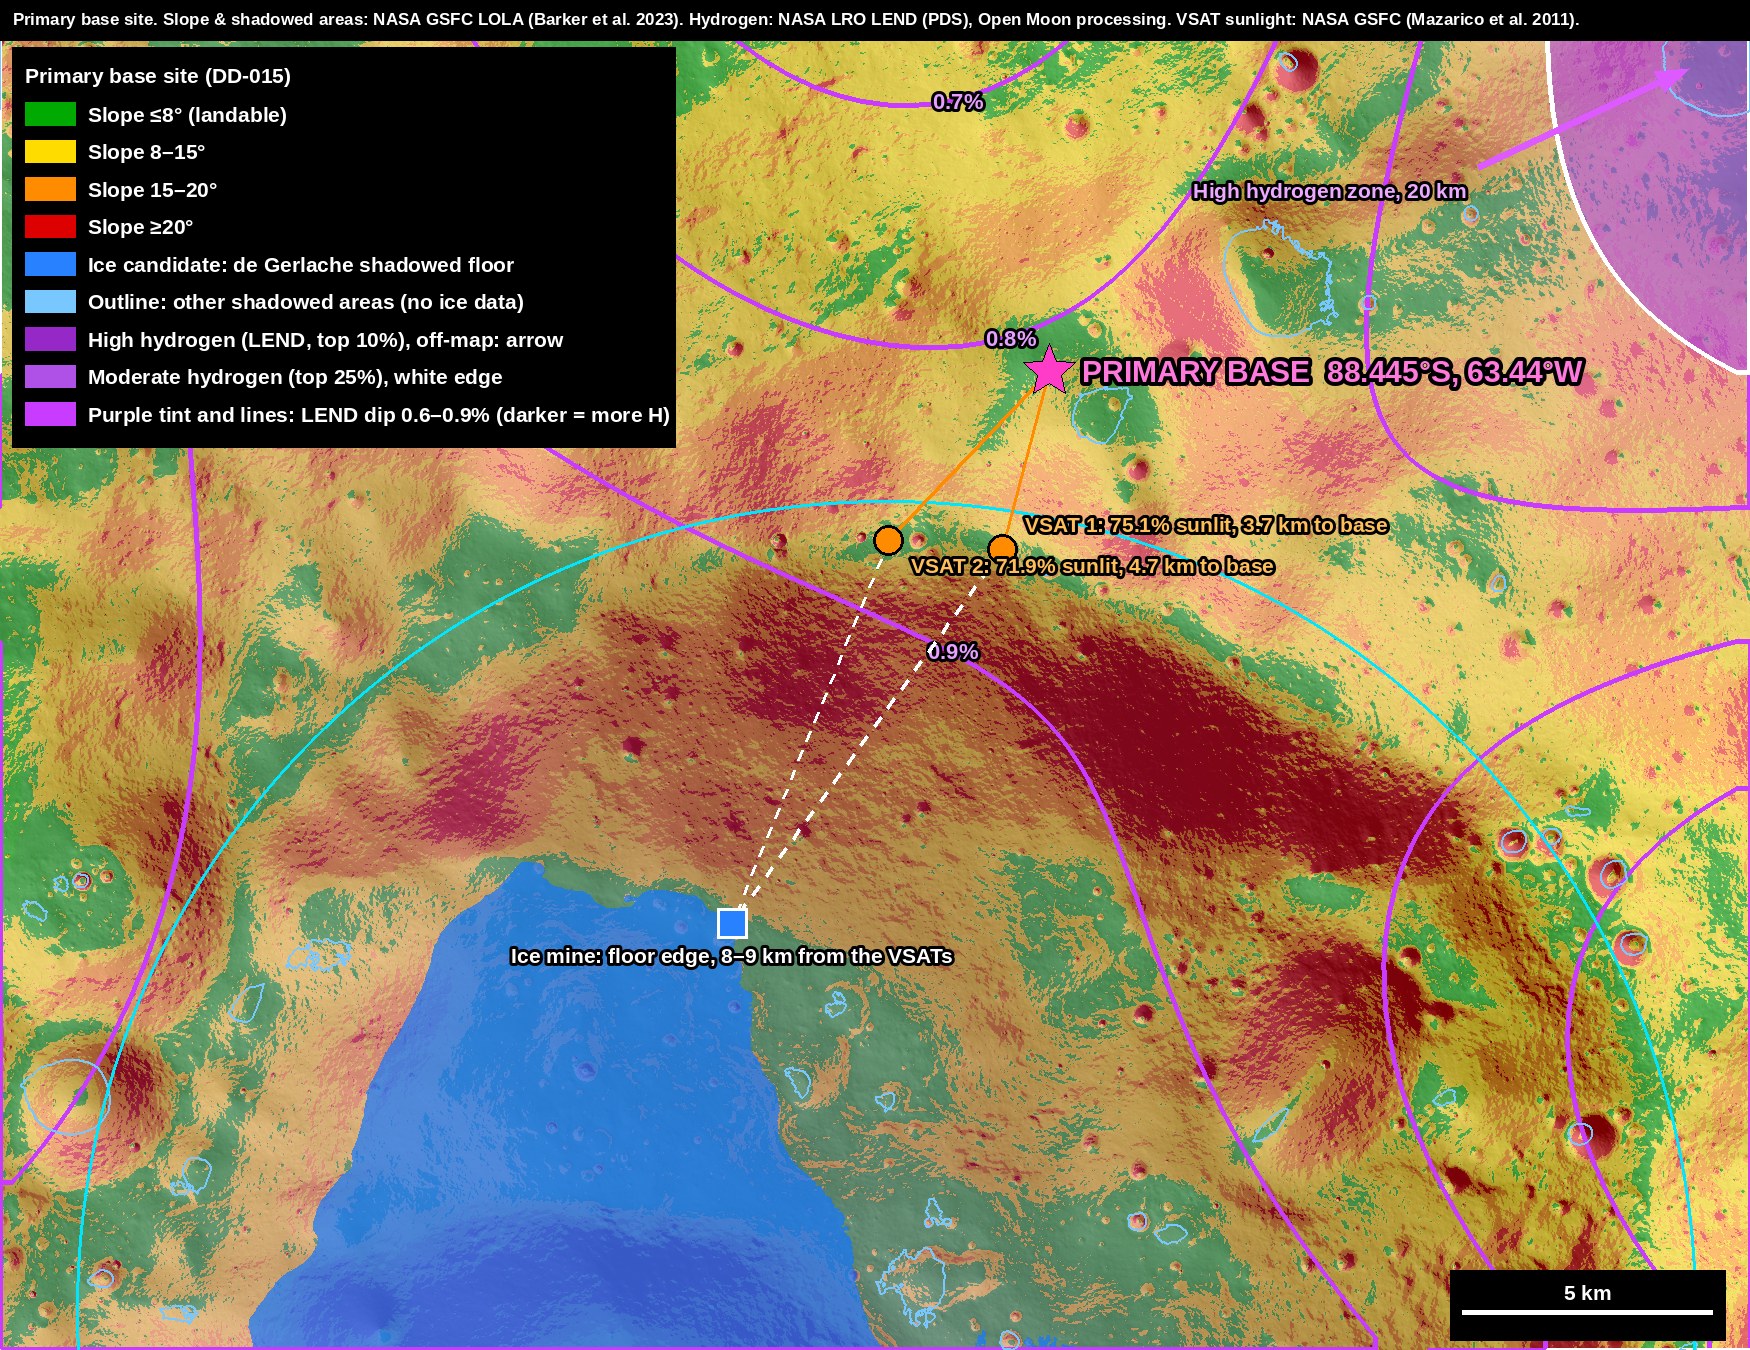 Primary base site. Slope & shadowed areas: NASA GSFC LOLA (Barker et al. 2023). Hydrogen: NASA LRO LEND (PDS), Open Moon processing. VSAT sunlight: NASA GSFC (Mazarico et al. 2011).
Primary base site (DD-015)
Slope ≤8° (landable)
Slope 8–15°
Slope 15–20°
Slope ≥20°
Ice candidate: de Gerlache shadowed floor
Outline: other shadowed areas (no ice data)
High hydrogen (LEND, top 10%), off-map: arrow
Moderate hydrogen (top 25%), white edge
Purple tint and lines: LEND dip 0.6–0.9% (darker = more H)
0.7%
High hydrogen zone, 20 km
0.8%
PRIMARY BASE 88.445°S, 63.44°W
VSAT 1: 75.1% sunlit, 3.7 km to base
VSAT 2: 71.9% sunlit, 4.7 km to base
0.9%
Ice mine: floor edge, 8–9 km from the VSATs
5 km